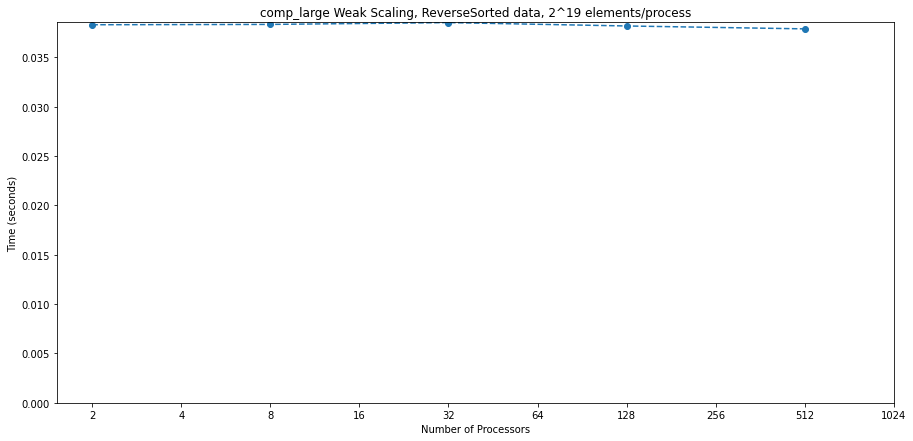 comp_large Weak Scaling, ReverseSorted data, 2^19 elements/process
0.035
0.030
0.025
0.020
0.015
0.010
0.005
0.000
Time (seconds)
2 4 8 16 32 64 128 256 512 1024
Number of Processors